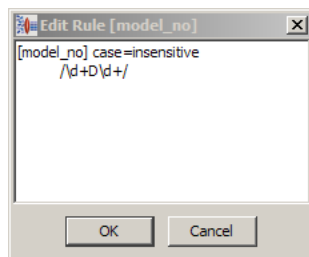 Edit Rule [model_no]
[model_no] case=insensitive
/\d+D\d+/
OK Cancel